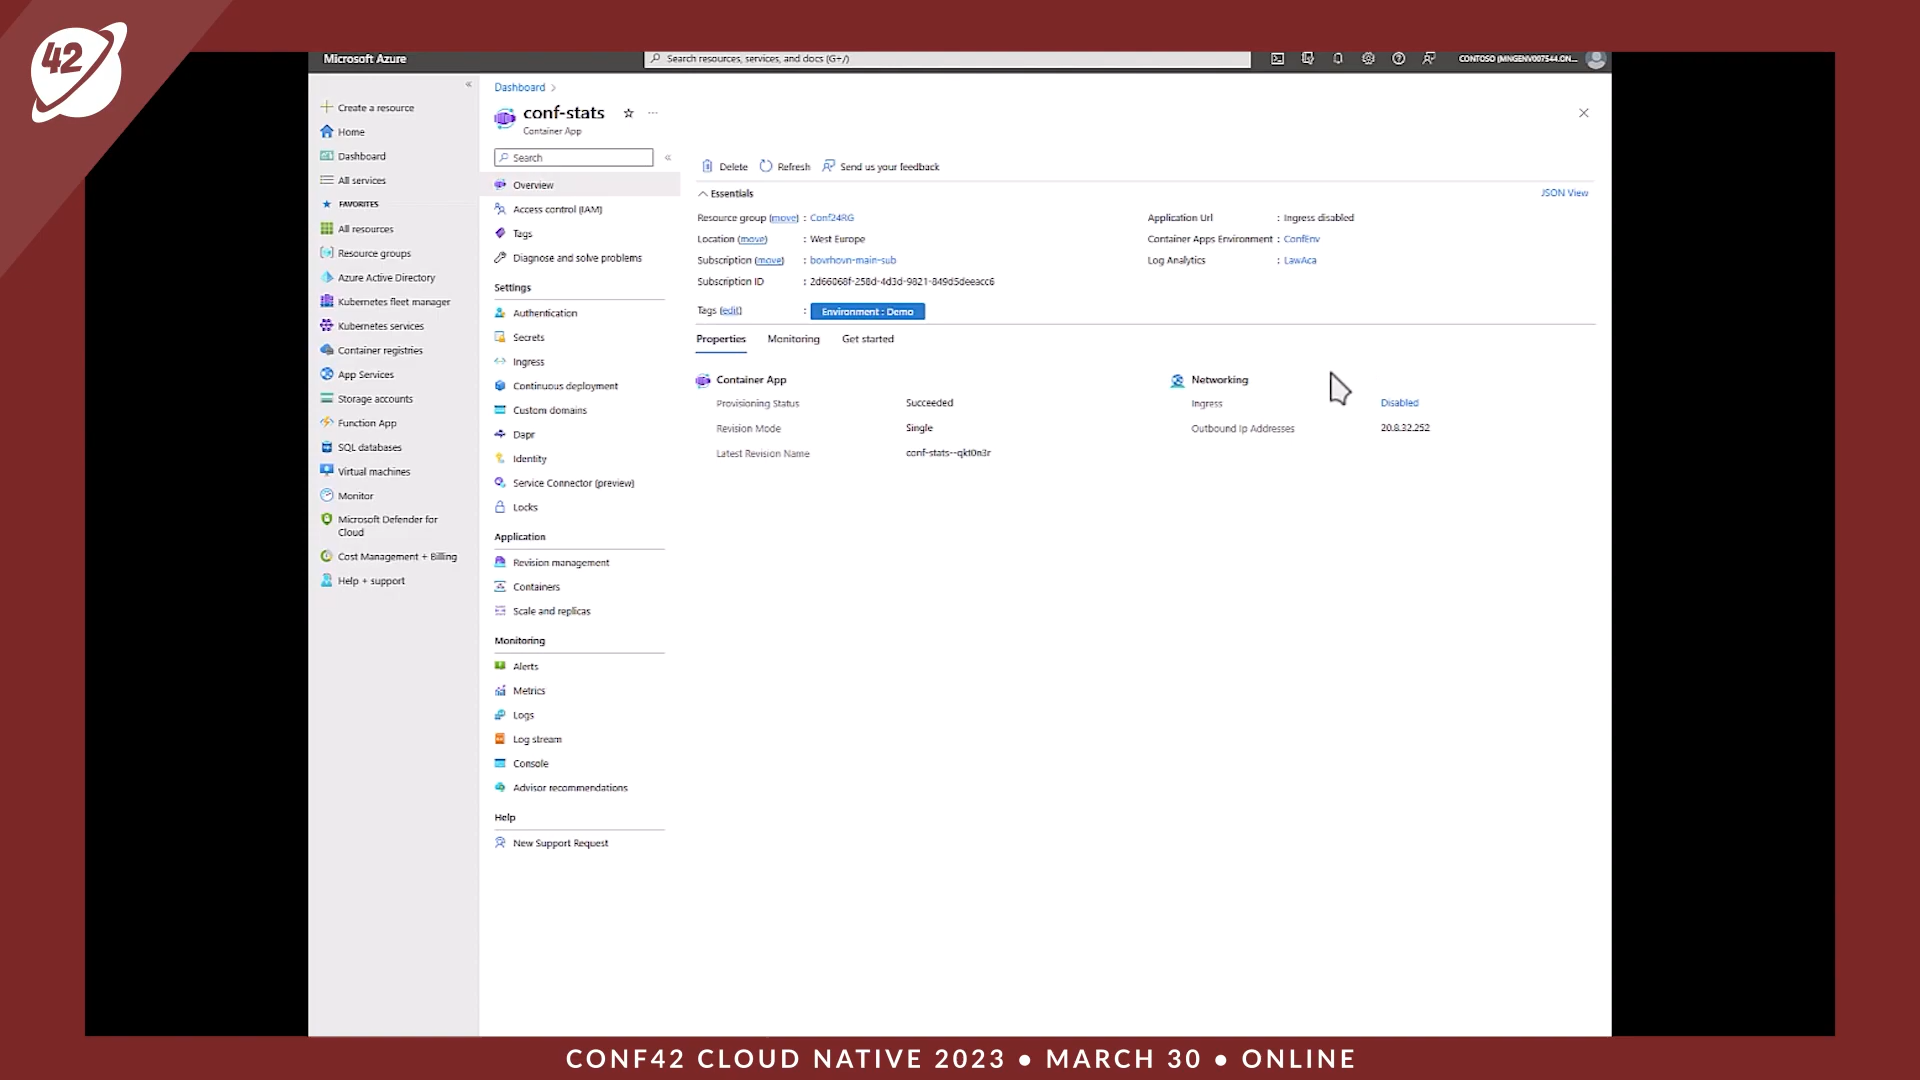 42
Microsoft Azure
Search resources, services, and docs (G+/)
CONTOSO (MNGENV007544.ON...
Create a resource
Home
Dashboard
All services
FAVORITES
All resources
Resource groups
Azure Active Directory
Kubernetes fleet manager
Kubernetes services
Container registries
App Services
Storage accounts
Function App
SQL databases
Virtual machines
Monitor
Microsoft Defender for
Cloud
Cost Management + Billing
Help + support
Dashboard
conf-stats
Container App
Search
Overview
Access control (IAM)
Tags
Diagnose and solve problems
Settings
Authentication
Secrets
Ingress
Continuous deployment
Custom domains
Dapr
Identity
Service Connector (preview)
Locks
Application
Revision management
Containers
Scale and replicas
Monitoring
Alerts
Metrics
Logs
Log stream
Console
Advisor recommendations
Help
New Support Request
Delete Refresh Send us your feedback
Essentials
JSON View
Resource group (move) : Conf24RG
Location (move) : West Europe
Subscription (move) : bovrhovn-main-sub
Subscription ID : 2d66068f-258d-4d3d-9821-849d5deeacc6
Tags (edit) : Environment : Demo
Application Url : Ingress disabled
Container Apps Environment : ConfEnv
Log Analytics : LawAca
Properties Monitoring Get started
Container App
Provisioning Status Succeeded
Revision Mode Single
Latest Revision Name conf-stats--qkt0n3r
Networking
Ingress Disabled
Outbound Ip Addresses 20.8.32.252
CONF42 CLOUD NATIVE 2023 • MARCH 30 • ONLINE